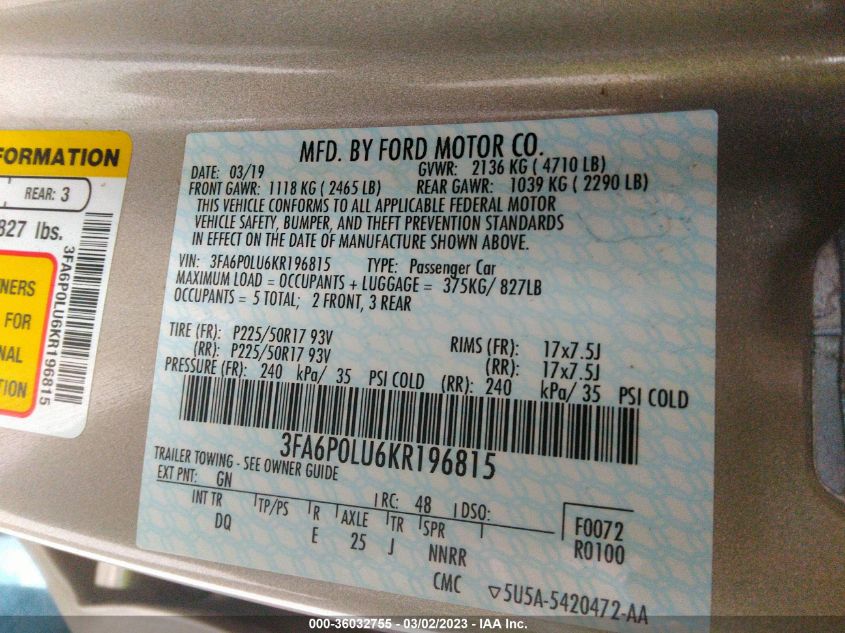 FORMATION
REAR: 3
827 lbs.
3FA6P0LU6KR196815
NERS
FOR
NAL
TION
MFD. BY FORD MOTOR CO.
DATE: 03/19 GVWR: 2136 KG ( 4710 LB)
FRONT GAWR: 1118 KG ( 2465 LB) REAR GAWR: 1039 KG ( 2290 LB)
THIS VEHICLE CONFORMS TO ALL APPLICABLE FEDERAL MOTOR
VEHICLE SAFETY, BUMPER, AND THEFT PREVENTION STANDARDS
IN EFFECT ON THE DATE OF MANUFACTURE SHOWN ABOVE.
VIN: 3FA6P0LU6KR196815 TYPE: Passenger Car
MAXIMUM LOAD = OCCUPANTS + LUGGAGE = 375KG/ 827LB
OCCUPANTS = 5 TOTAL; 2 FRONT, 3 REAR
TIRE (FR): P225/50R17 93V RIMS (FR): 17x7.5J
(RR): P225/50R17 93V (RR): 17x7.5J
PRESSURE (FR): 240 kPa/ 35 PSI COLD (RR): 240 kPa/ 35 PSI COLD
3FA6P0LU6KR196815
TRAILER TOWING - SEE OWNER GUIDE
EXT PNT: GN RC: 48 DSO:
INT TR TP/PS R AXLE TR SPR F0072
DQ E 25 J NNRR R0100
CMC ▽5U5A-5420472-AA
000-36032755 — 03/02/2023 — IAA Inc.